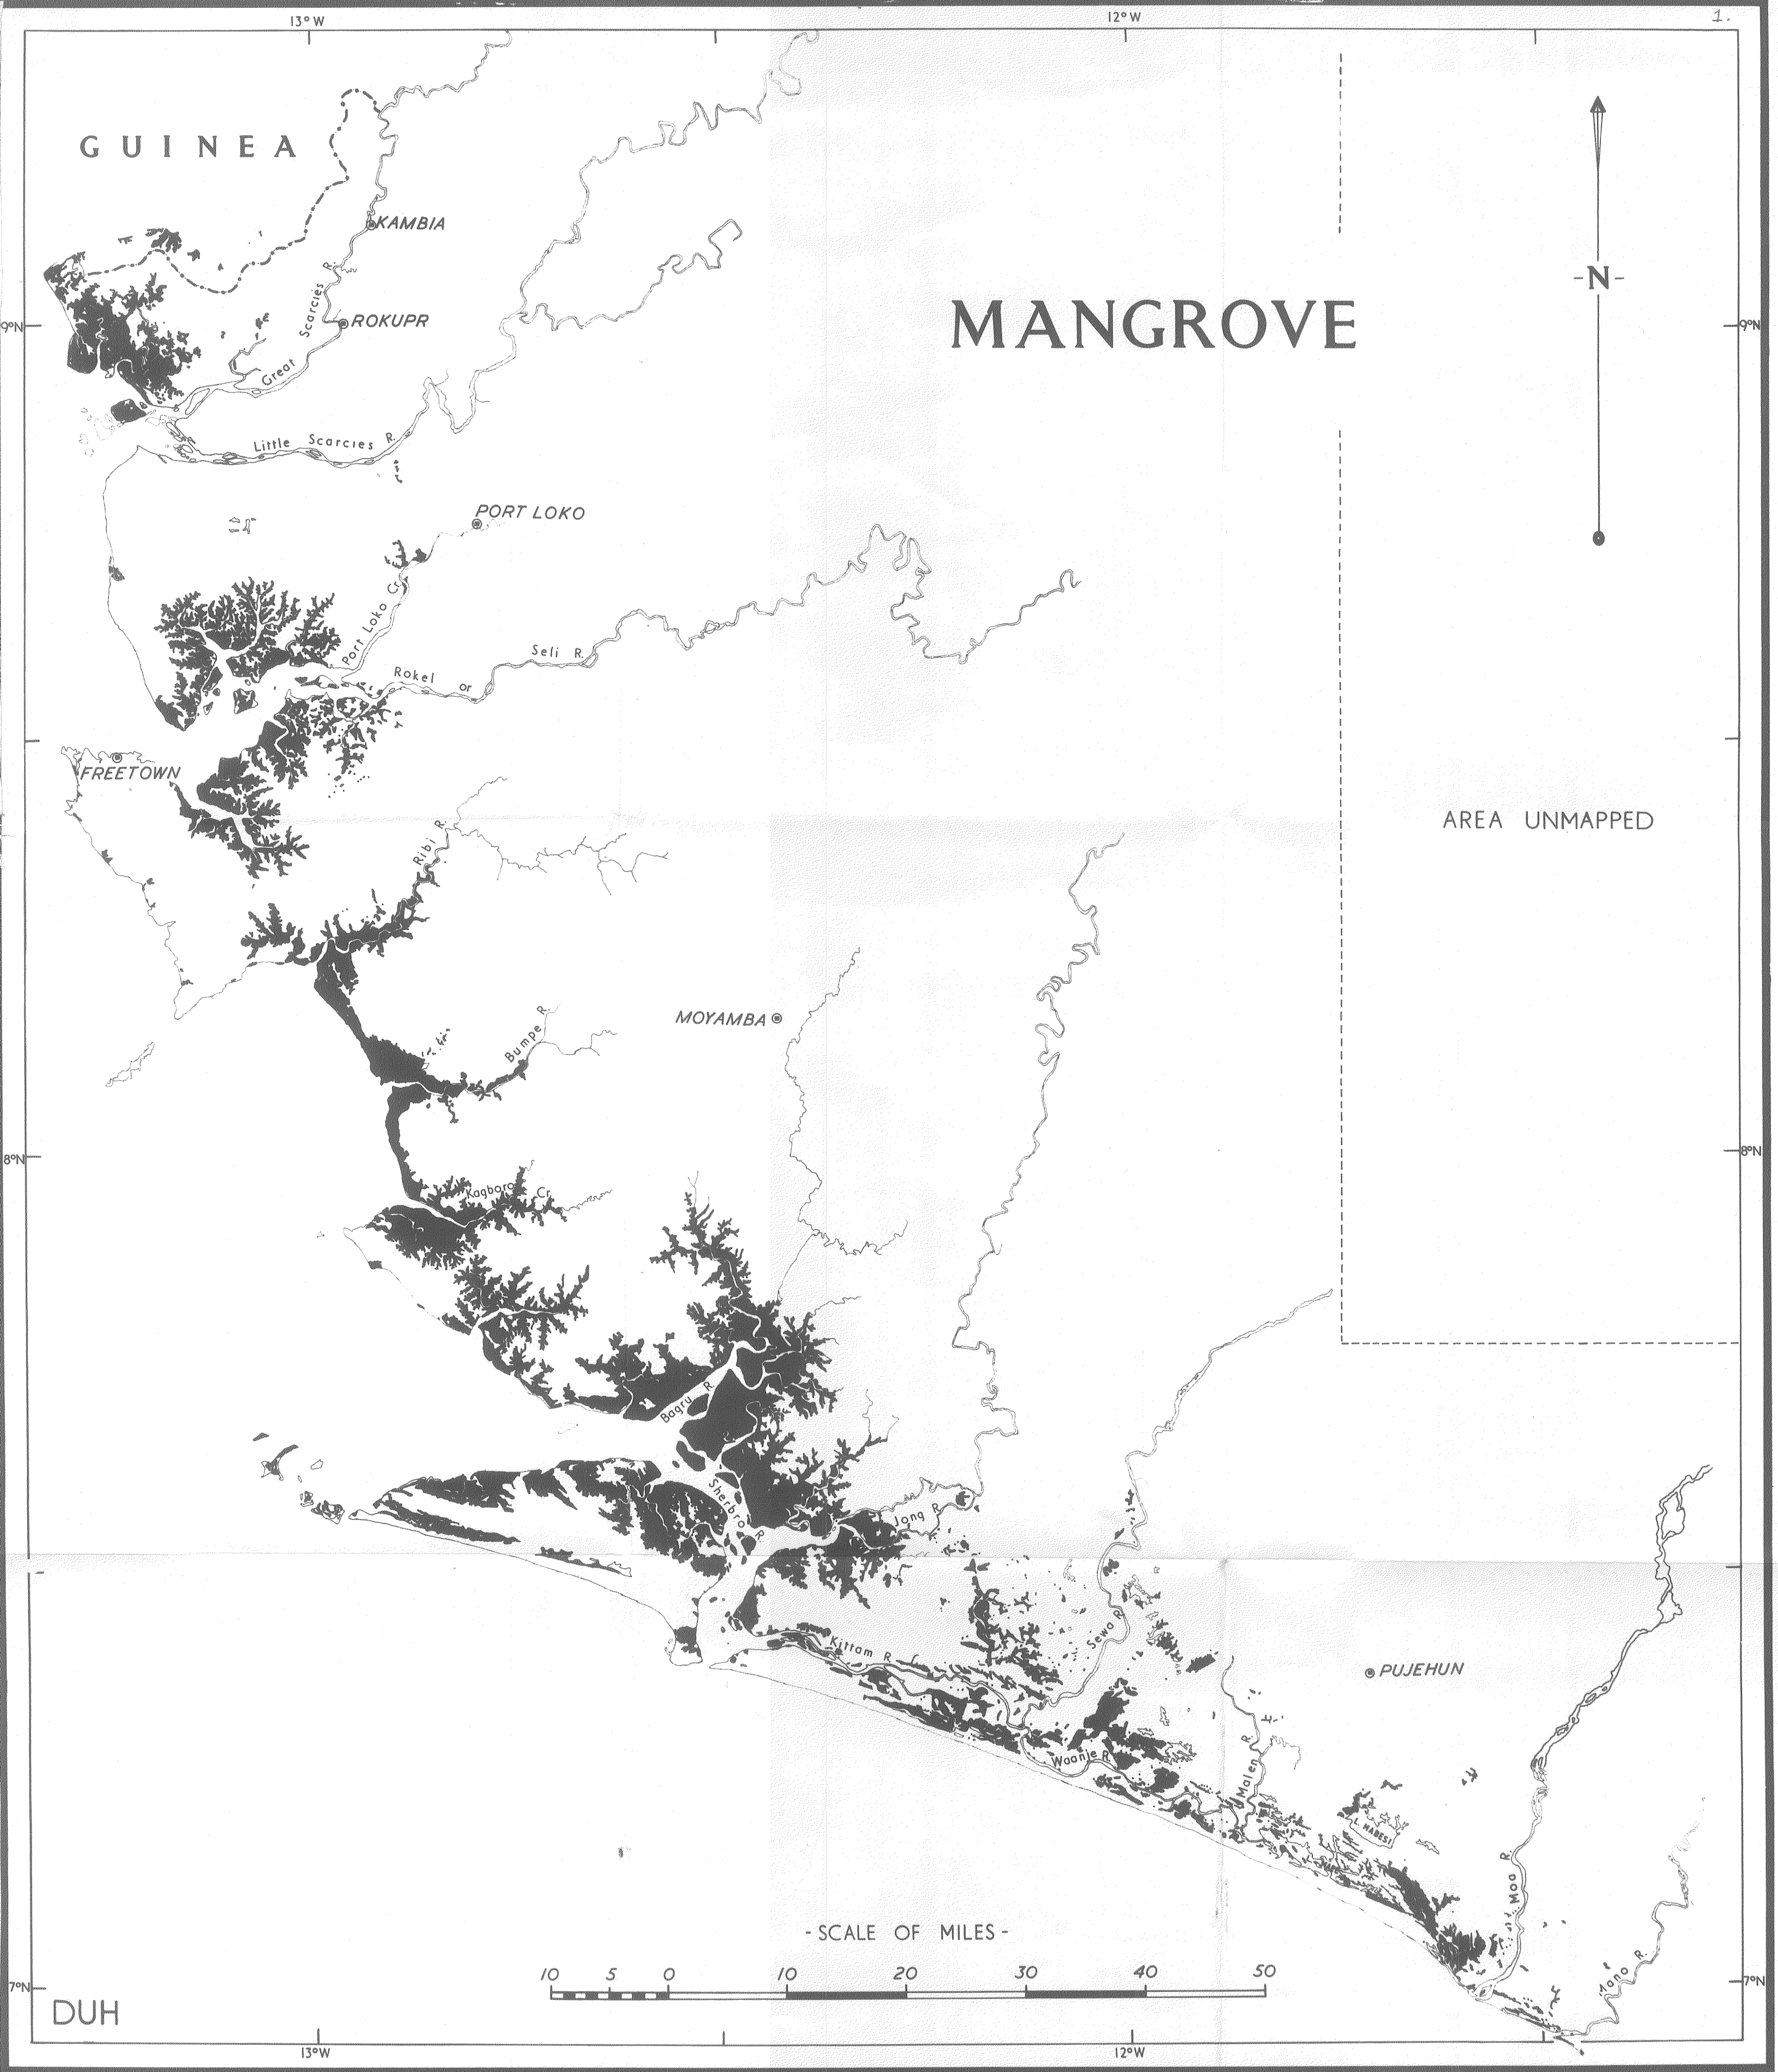 13°W 12°W 1.
GUINEA
KAMBIA
-N-
Great Scarcies R.
9°N ROKUPR 9°N
MANGROVE
Little Scarcies R.
PORT LOKO
Port Loko Cr.
Rokel or Seli R.
FREETOWN
AREA UNMAPPED
Ribi R.
MOYAMBA
Bumpe R.
8°N 8°N
Kagboro Cr.
Bagru R.
Sherbro R.
Jong R.
Sewa R.
Kittam R.
PUJEHUN
Waanje R.
Malen R.
L. MABESI
Moa R.
-SCALE OF MILES-
Mano R.
10 5 0 10 20 30 40 50
7°N 7°N
DUH
13°W 12°W